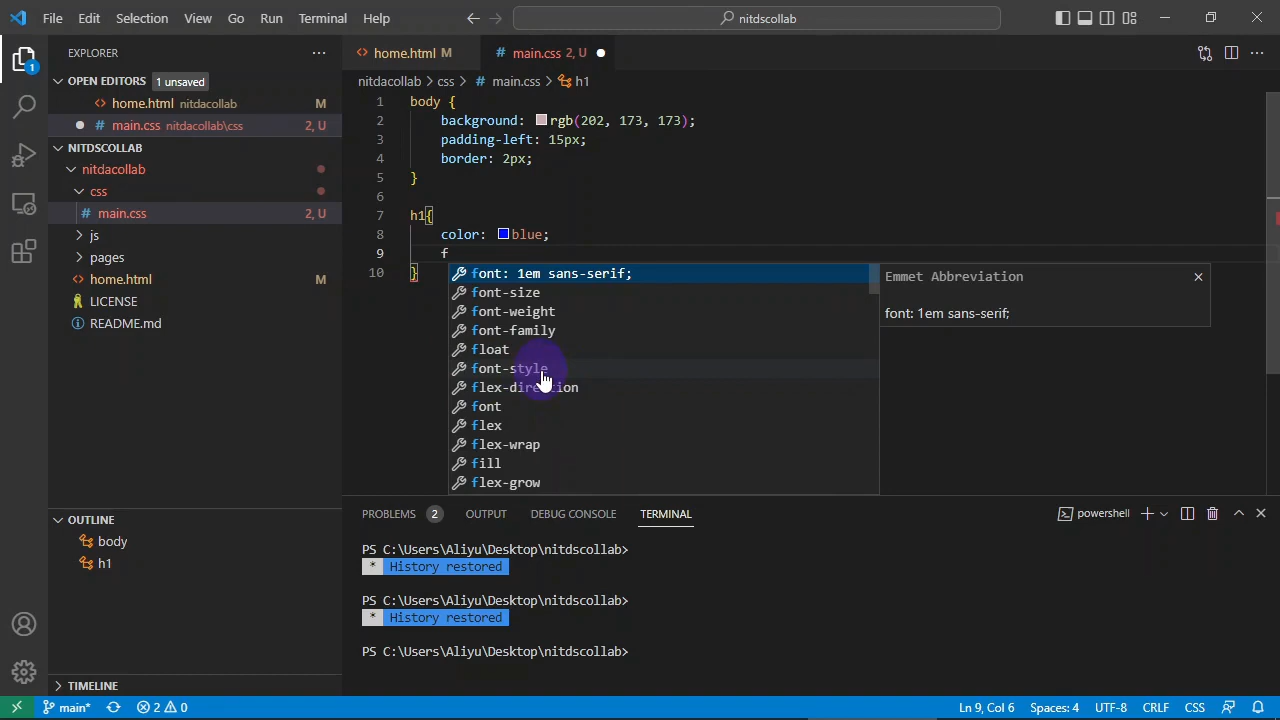 File Edit Selection View Go Run Terminal Help
nitdscollab
EXPLORER
OPEN EDITORS 1 unsaved
home.html nitdacollab M
main.css nitdacollab\css 2, U
NITDSCOLLAB
nitdacollab
css
main.css 2, U
js
pages
home.html M
LICENSE
README.md
OUTLINE
body
h1
TIMELINE
1
home.html M
main.css 2, U
nitdacollab > css > main.css > h1
1 body {
2 background: rgb(202, 173, 173);
3 padding-left: 15px;
4 border: 2px;
5 }
6
7 h1{
8 color: blue;
9 f
10 }
font: 1em sans-serif;
font-size
font-weight
font-family
float
font-style
flex-direction
font
flex
flex-wrap
fill
flex-grow
Emmet Abbreviation
font: 1em sans-serif;
PROBLEMS 2 OUTPUT DEBUG CONSOLE TERMINAL
powershell
PS C:\Users\Aliyu\Desktop\nitdscollab>
* History restored
PS C:\Users\Aliyu\Desktop\nitdscollab>
* History restored
PS C:\Users\Aliyu\Desktop\nitdscollab>
main* 2 0
Ln 9, Col 6 Spaces: 4 UTF-8 CRLF CSS